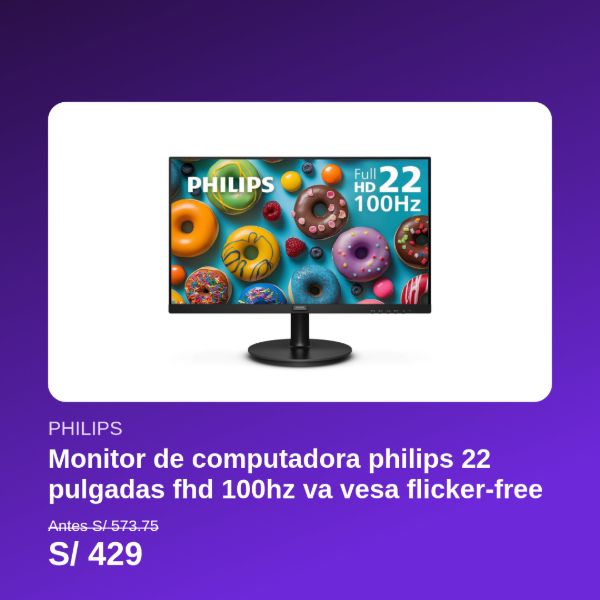 PHILIPS
Full
HD 22
100Hz
PHILIPS
Monitor de computadora philips 22
pulgadas fhd 100hz va vesa flicker-free
Antes S/ 573.75
S/ 429